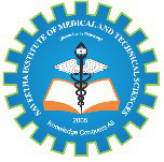 SAVEETHA INSTITUTE OF MEDICAL AND TECHNICAL SCIENCES
2005
Knowledge Conquers All